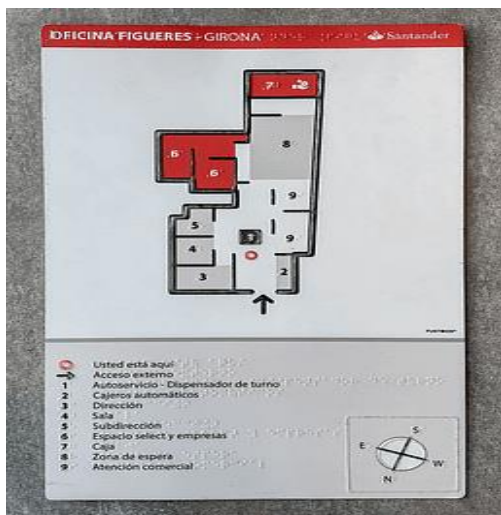 OFICINA FIGUERES - GIRONA Santander
7
8
6
6
9
5
1
9
4
3
2
Usted está aquí
Acceso externo
1 Autoservicio - Dispensador de turno
2 Cajeros automáticos
3 Dirección
4 Sala
5 Subdirección
6 Espacio select y empresas
7 Caja
8 Zona de espera
9 Atención comercial
S
E
W
N